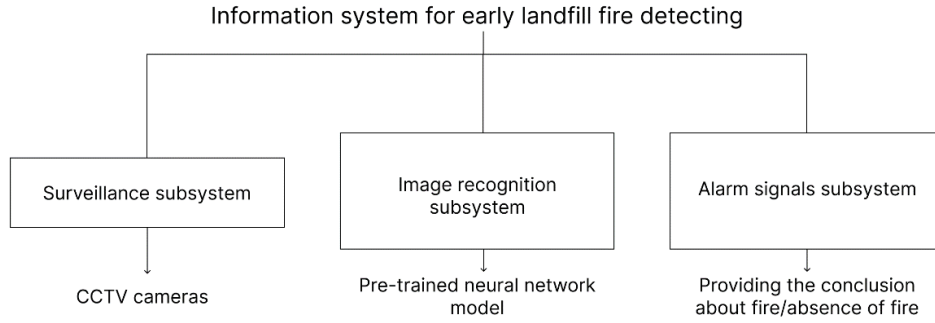 Information system for early landfill fire detecting
Surveillance subsystem
Image recognition
subsystem
Alarm signals subsystem
CCTV cameras
Pre-trained neural network
model
Providing the conclusion
about fire/absence of fire